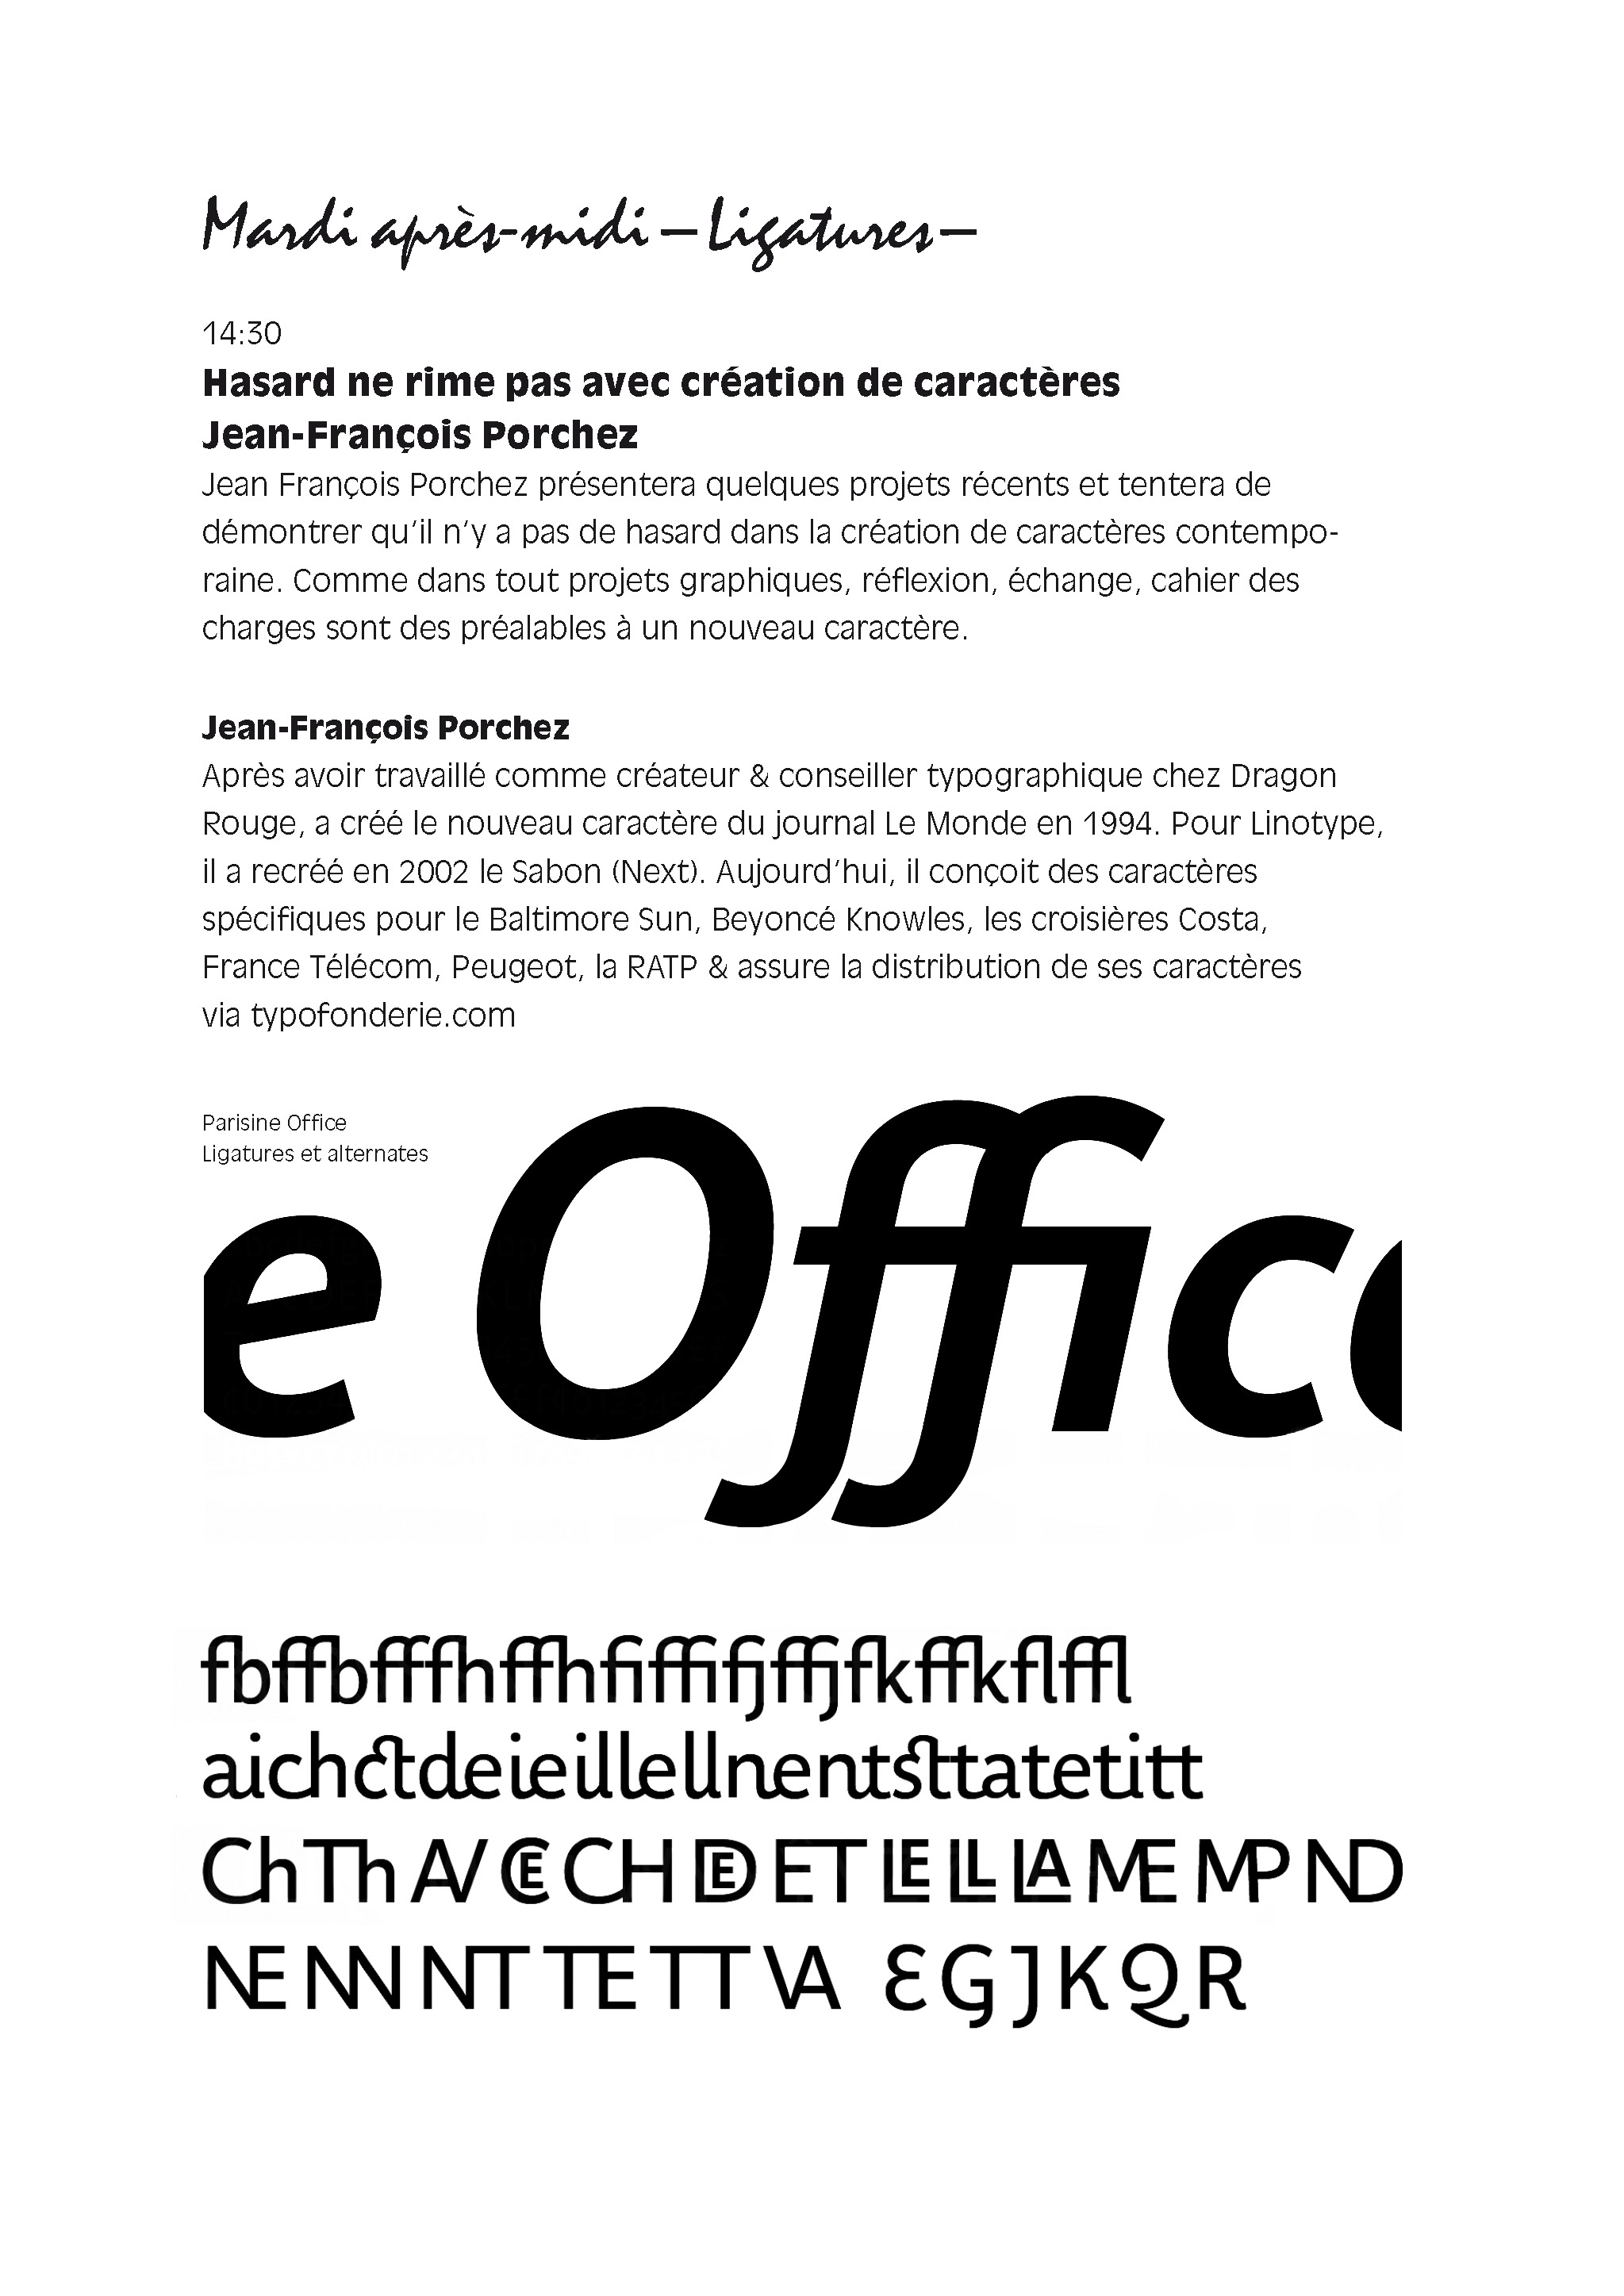 Mardi après-midi – Ligatures –
14:30
Hasard ne rime pas avec création de caractères
Jean-François Porchez
Jean François Porchez présentera quelques projets récents et tentera de
démontrer qu’il n’y a pas de hasard dans la création de caractères contempo-
raine. Comme dans tout projets graphiques, réflexion, échange, cahier des
charges sont des préalables à un nouveau caractère.
Jean-François Porchez
Après avoir travaillé comme créateur & conseiller typographique chez Dragon
Rouge, a créé le nouveau caractère du journal Le Monde en 1994. Pour Linotype,
il a recréé en 2002 le Sabon (Next). Aujourd’hui, il conçoit des caractères
spécifiques pour le Baltimore Sun, Beyoncé Knowles, les croisières Costa,
France Télécom, Peugeot, la RATP & assure la distribution de ses caractères
via typofonderie.com
Parisine Office
Ligatures et alternates
e Office
fbffbfffhffhfiffifjffjfkffkflffl
aichctdeieillellnentsttatetitt
ChTh AV CE CH DE ET LE LL LA ME MP ND
NE NN NT TE TT VA E G J K Q R